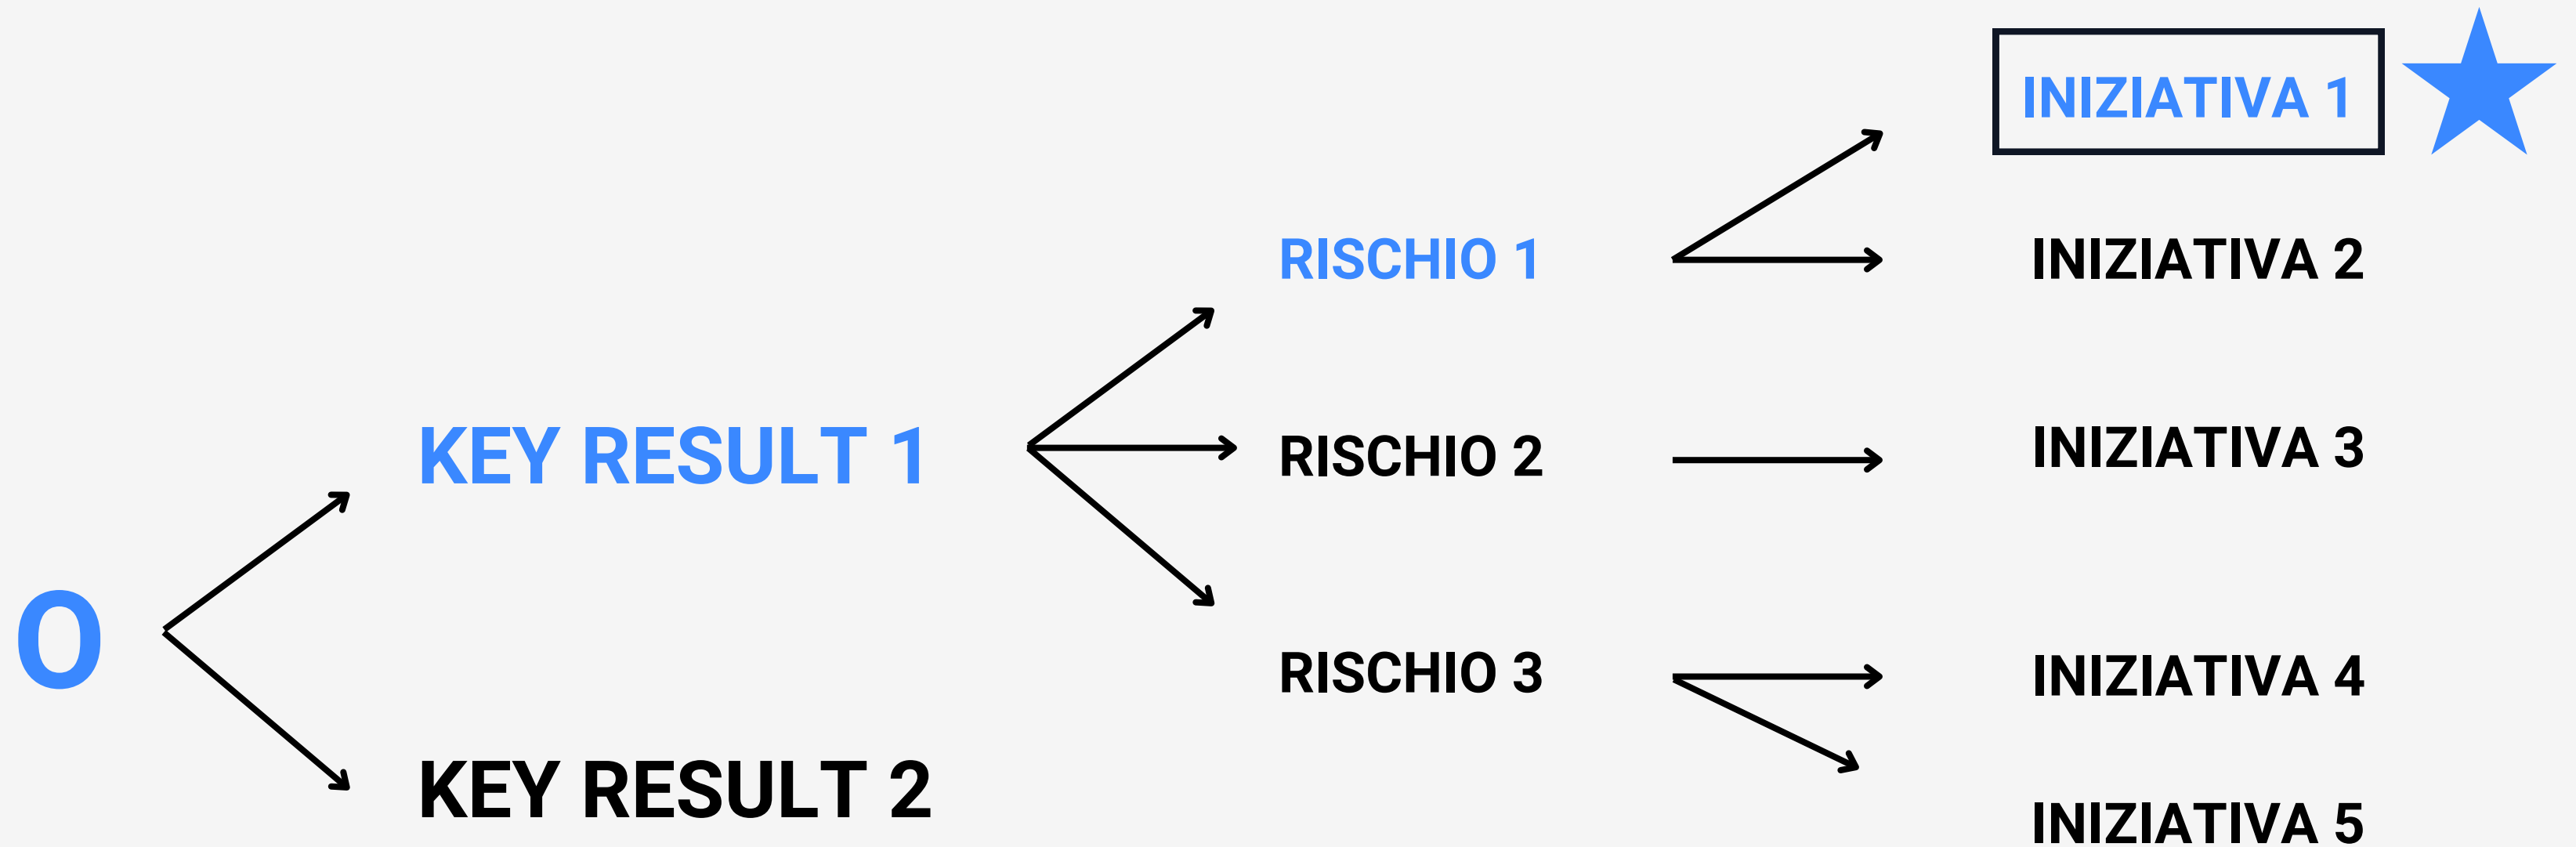 O
KEY RESULT 1
KEY RESULT 2
RISCHIO 1
RISCHIO 2
RISCHIO 3
INIZIATIVA 1
INIZIATIVA 2
INIZIATIVA 3
INIZIATIVA 4
INIZIATIVA 5